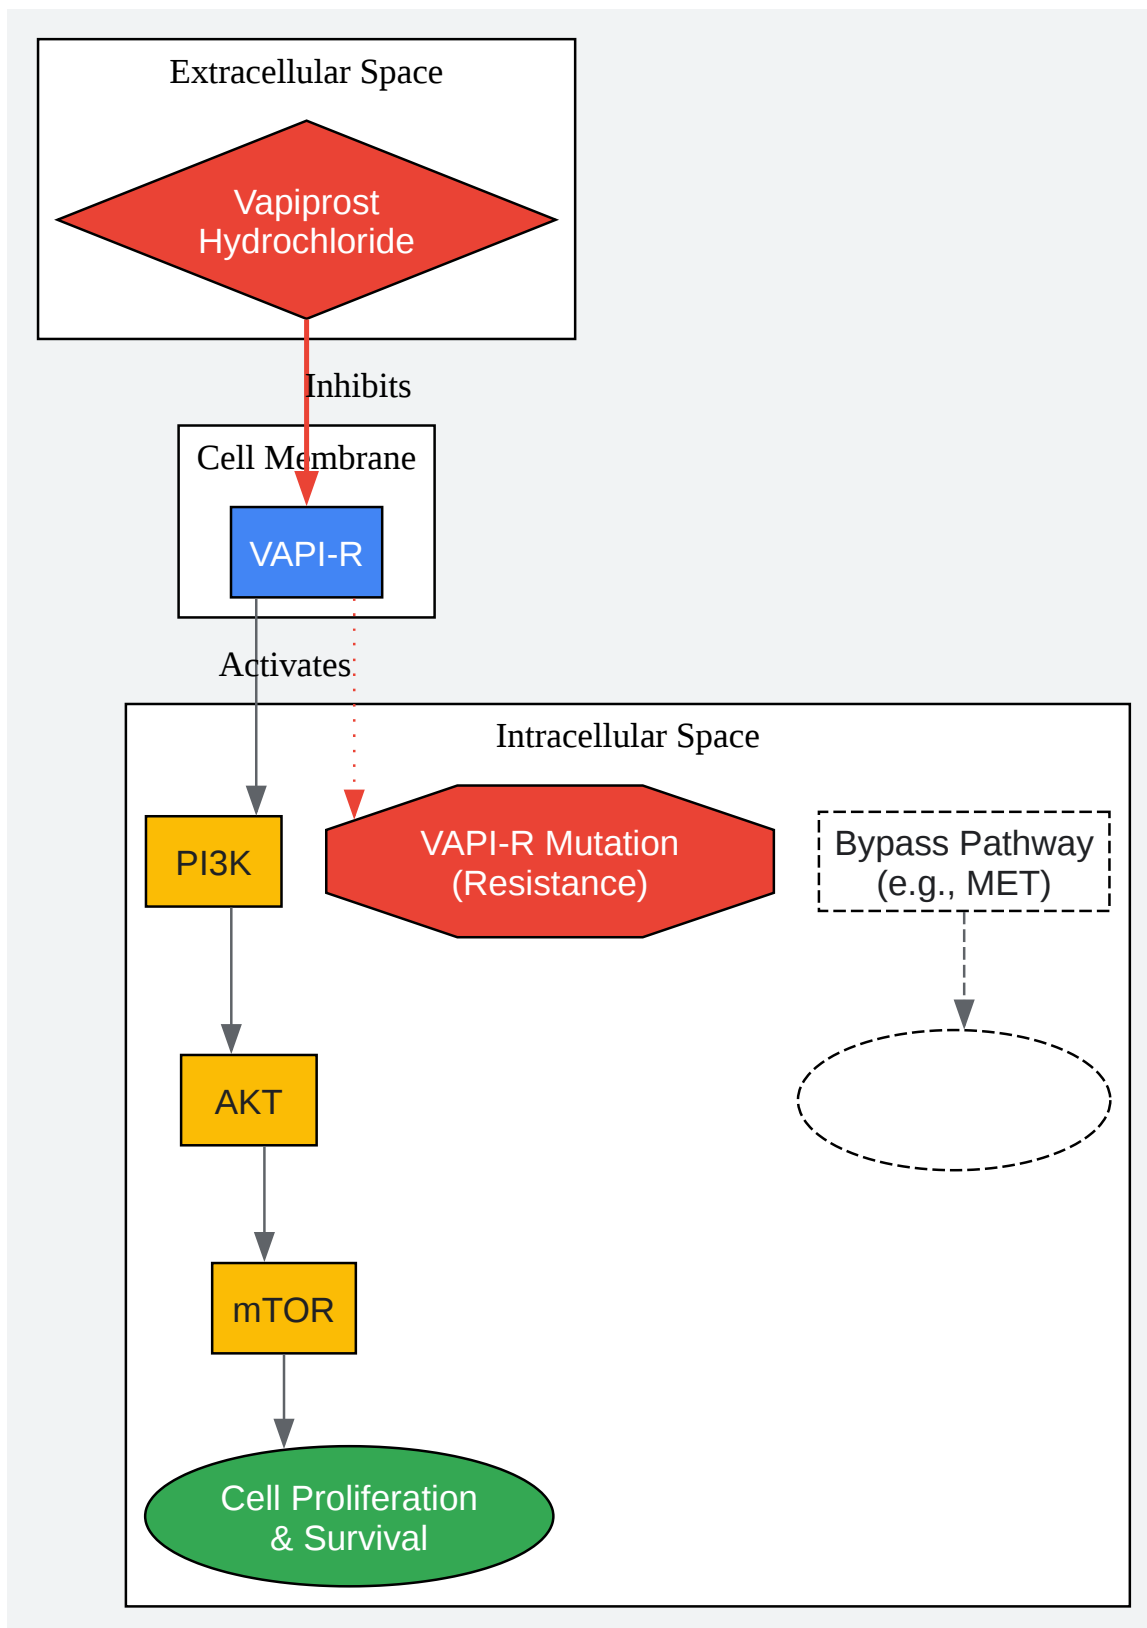 Extracellular Space
Vapiprost
Hydrochloride
Inhibits
Cell Membrane
VAPI-R
Activates
Intracellular Space
PI3K
VAPI-R Mutation
(Resistance)
Bypass Pathway
(e.g., MET)
AKT
mTOR
Cell Proliferation
& Survival